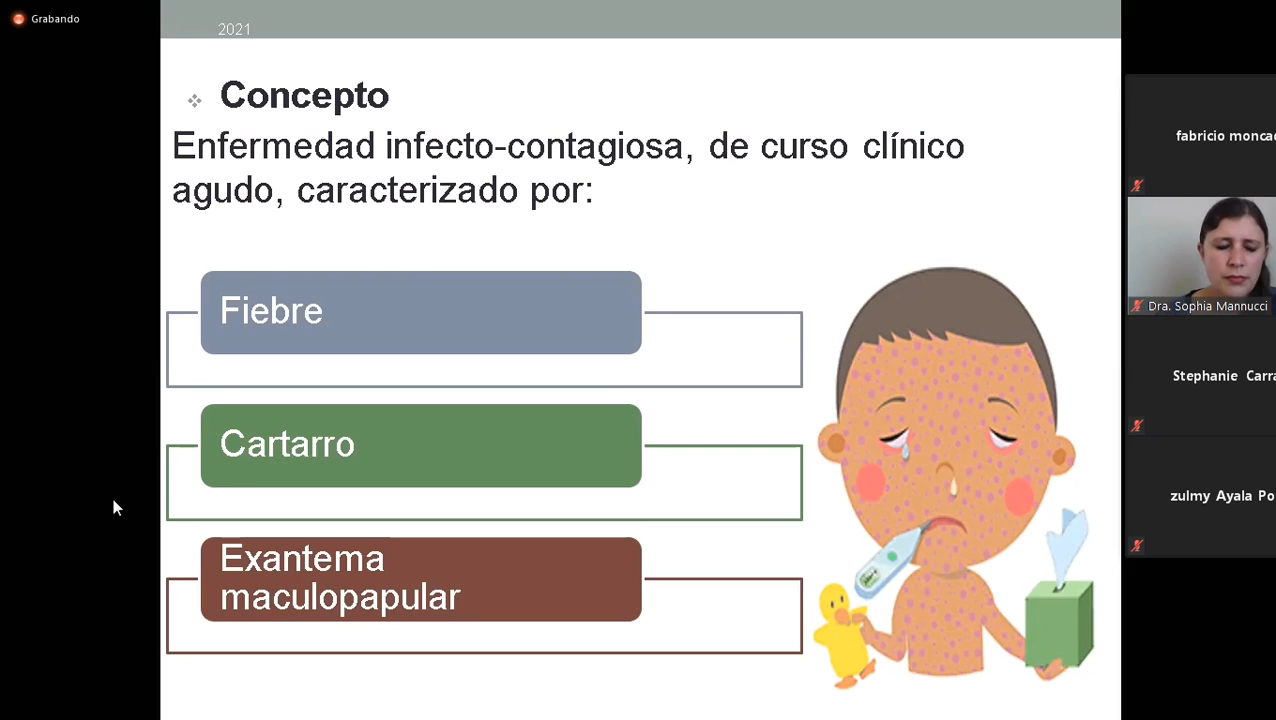 Grabando
2021
Concepto
Enfermedad infecto-contagiosa, de curso clínico
agudo, caracterizado por:
Fiebre
Cartarro
Exantema
maculopapular
fabricio moncac
Dra. Sophia Mannucci
Stephanie Carra
zulmy Ayala Po